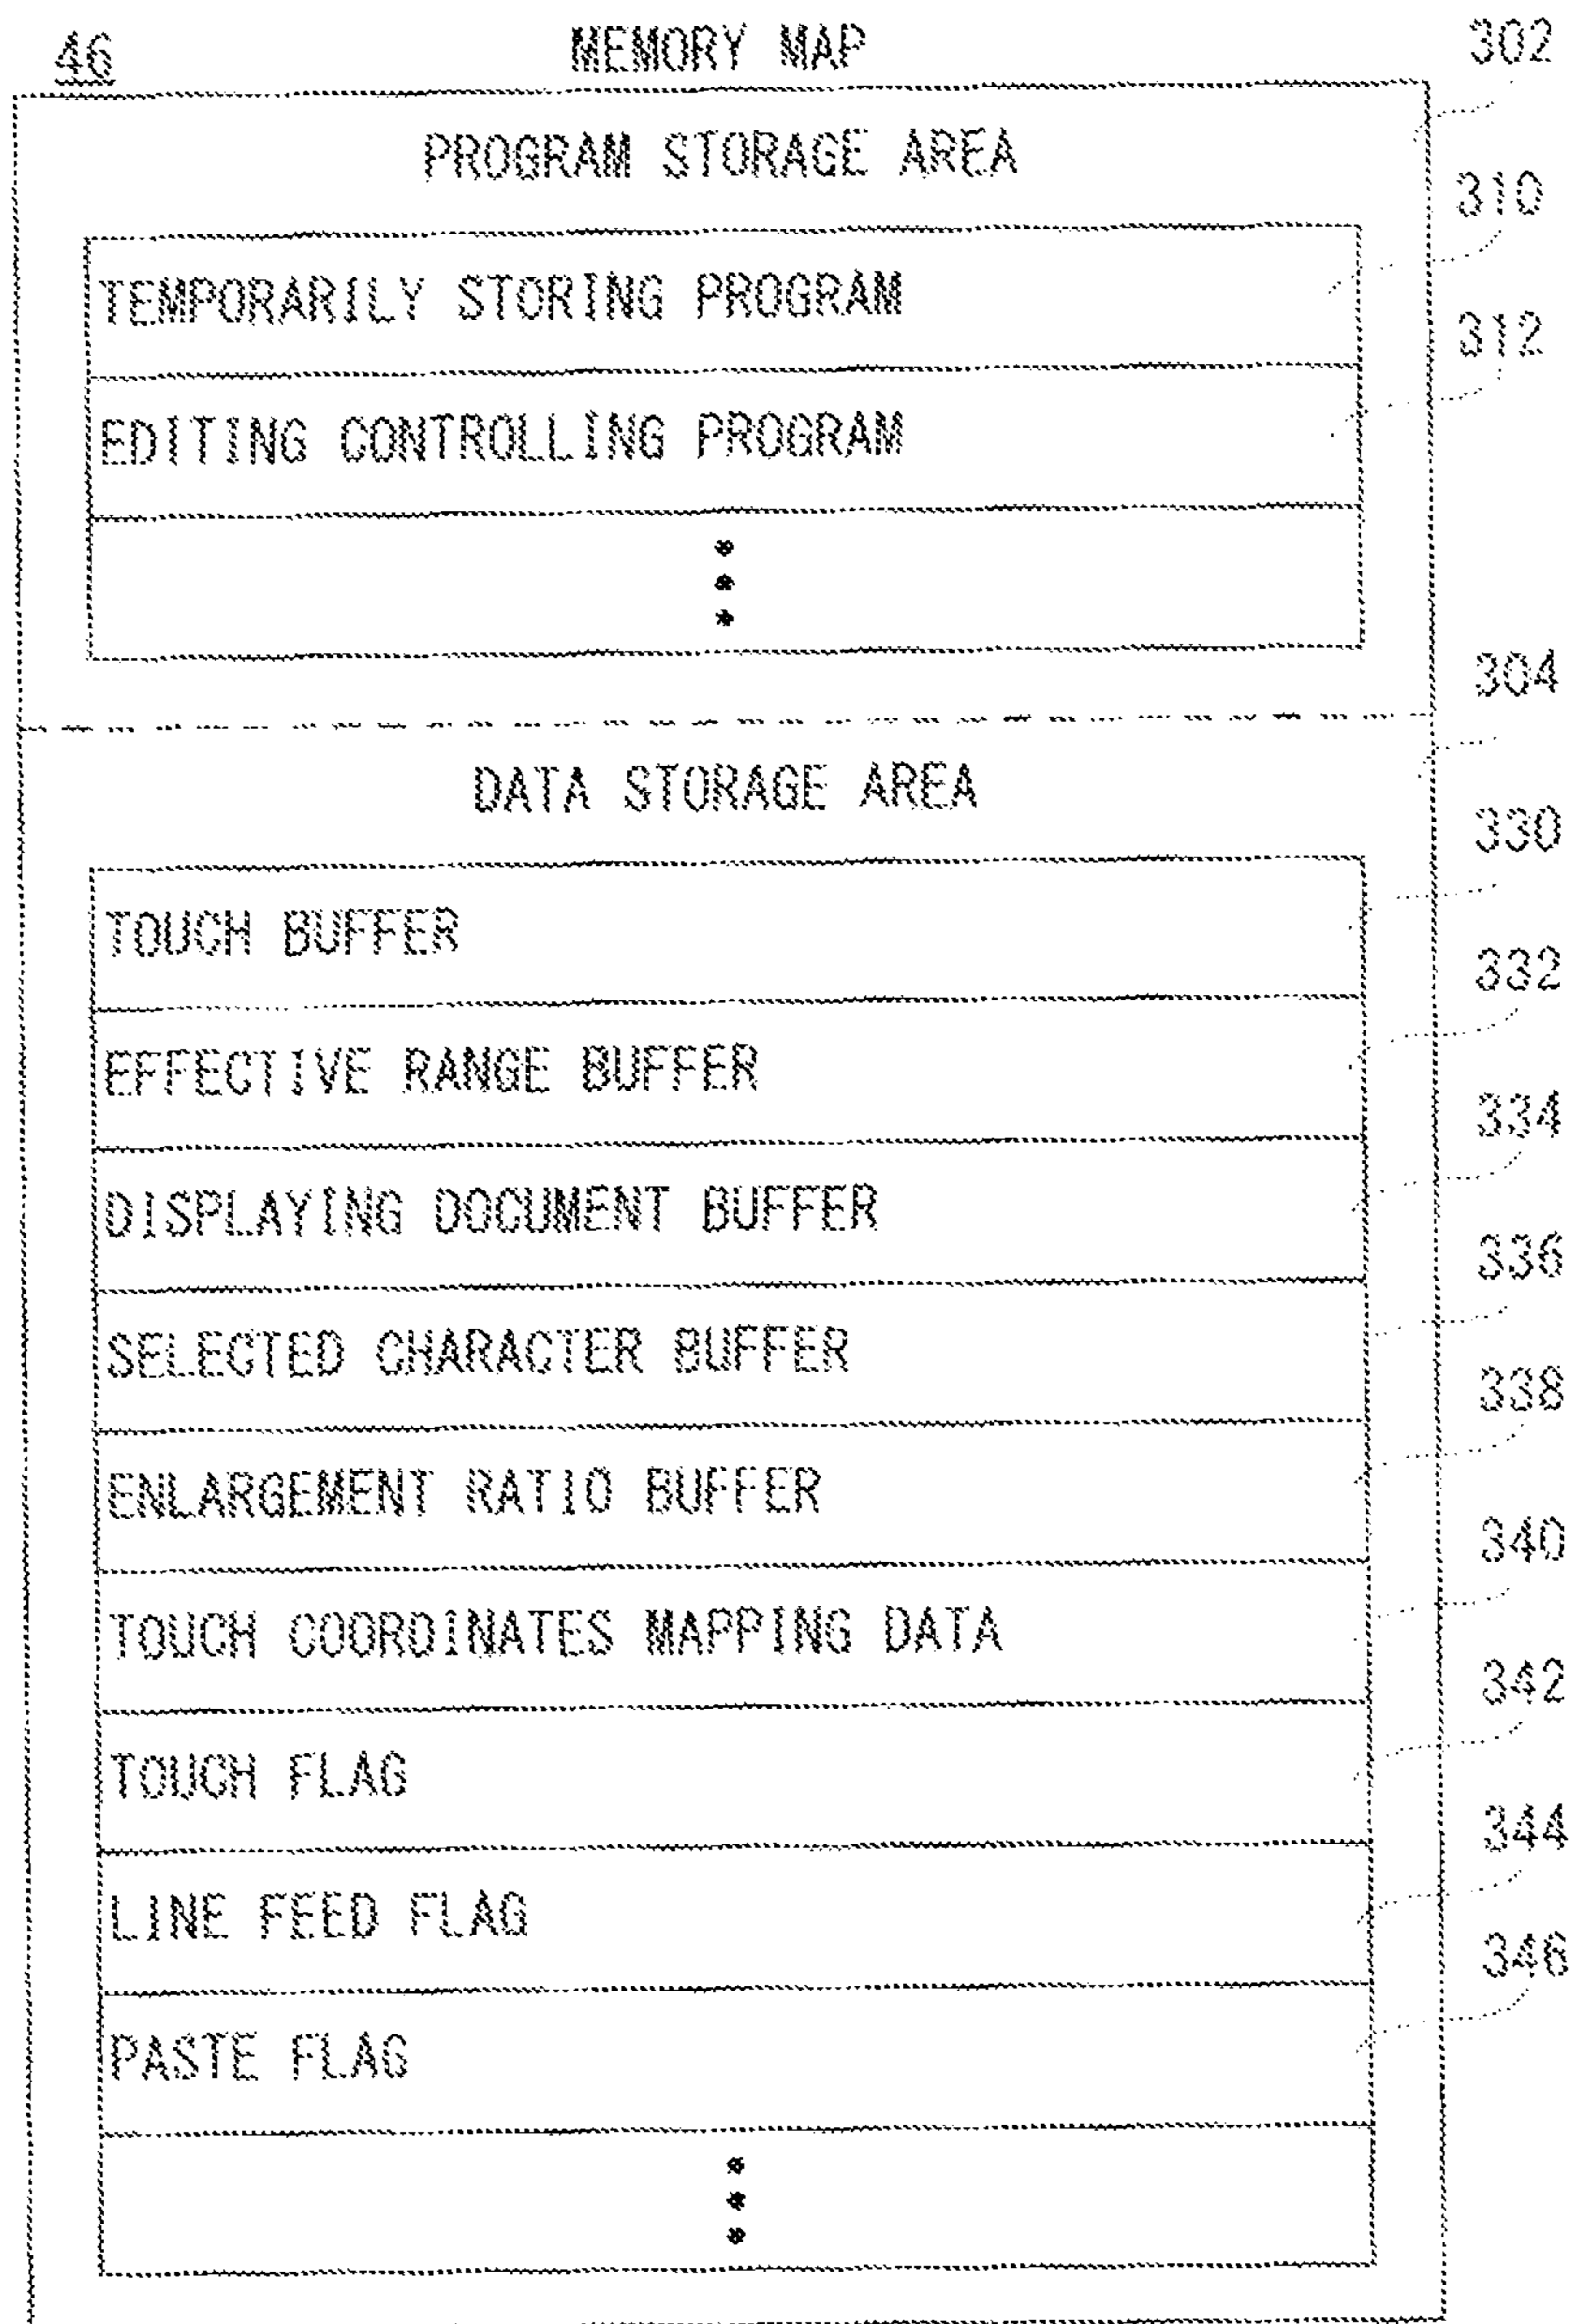 46 MEMORY MAP 302
PROGRAM STORAGE AREA
310
TEMPORARILY STORING PROGRAM
312
EDITING CONTROLLING PROGRAM
304
DATA STORAGE AREA
330
TOUCH BUFFER
332
EFFECTIVE RANGE BUFFER
334
DISPLAYING DOCUMENT BUFFER
336
SELECTED CHARACTER BUFFER
338
ENLARGEMENT RATIO BUFFER
340
TOUCH COORDINATES MAPPING DATA
342
TOUCH FLAG
344
LINE FEED FLAG
346
PASTE FLAG